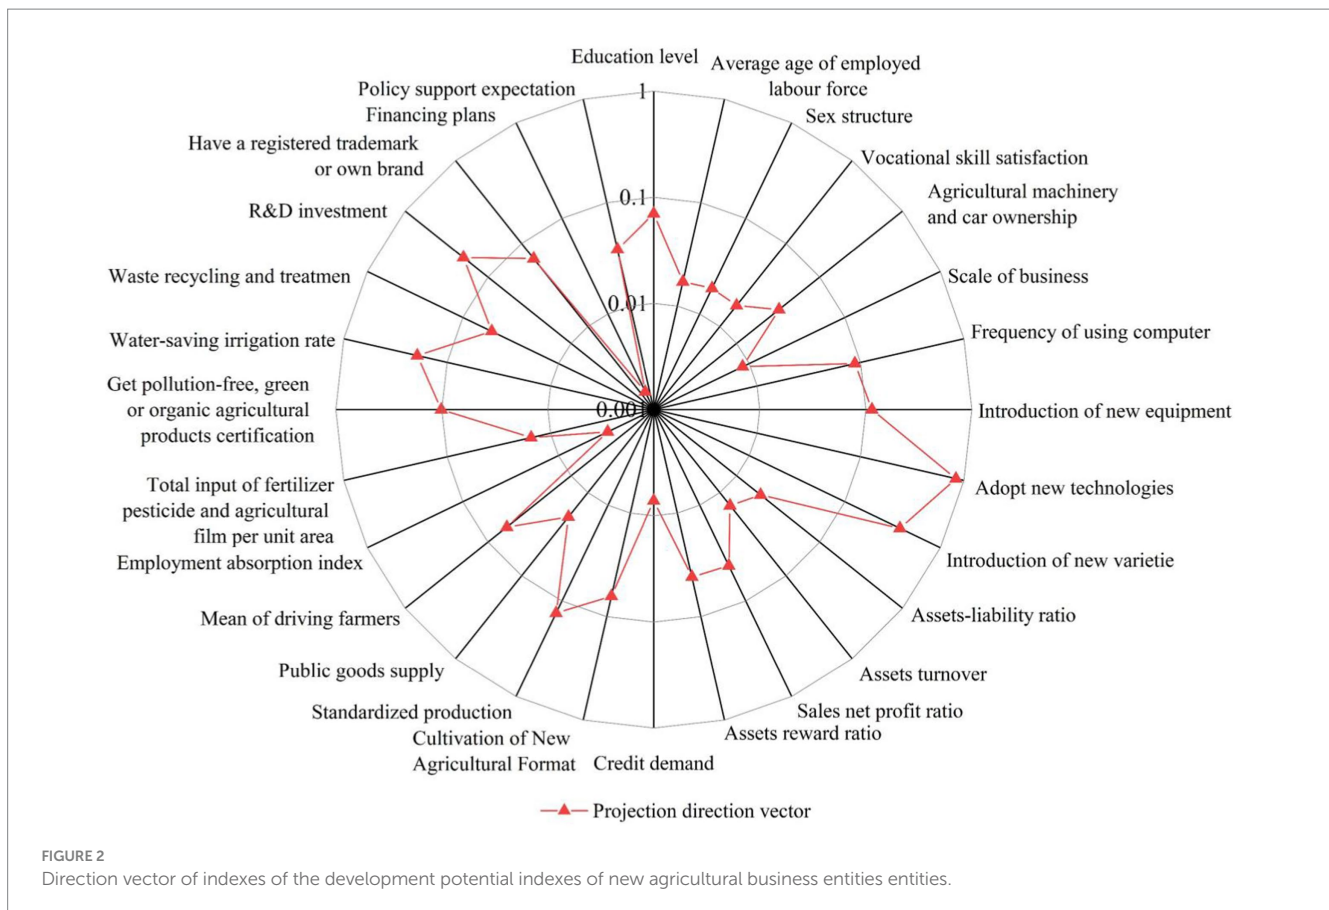 Education level
Average age of employed
labour force
Policy support expectation
Financing plans
Sex structure
Have a registered trademark
or own brand
Vocational skill satisfaction
R&D investment
Agricultural machinery
and car ownership
Waste recycling and treatmen
Scale of business
Water-saving irrigation rate
Frequency of using computer
Get pollution-free, green
or organic agricultural
products certification
Introduction of new equipment
1
0.1
0.01
0.00
Total input of fertilizer
pesticide and agricultural
film per unit area
Adopt new technologies
Employment absorption index
Introduction of new varietie
Mean of driving farmers
Assets-liability ratio
Public goods supply
Assets turnover
Standardized production
Sales net profit ratio
Cultivation of New
Agricultural Format
Assets reward ratio
Credit demand
Projection direction vector
FIGURE 2
Direction vector of indexes of the development potential indexes of new agricultural business entities entities.